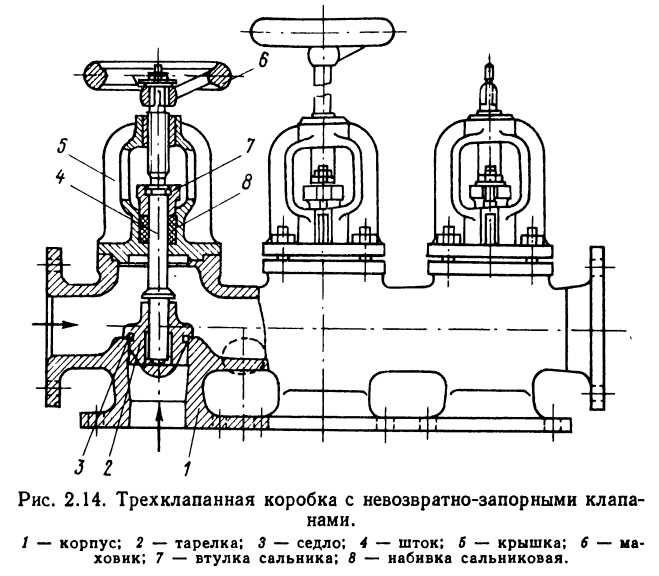 6
5
7
4
8
3
2
1
Рис. 2.14. Трехклапанная коробка с невозвратно-запорными клапа-
нами.
1 — корпус; 2 — тарелка; 3 — седло; 4 — шток; 5 — крышка; 6 — ма-
ховик; 7 — втулка сальника; 8 — набивка сальниковая.